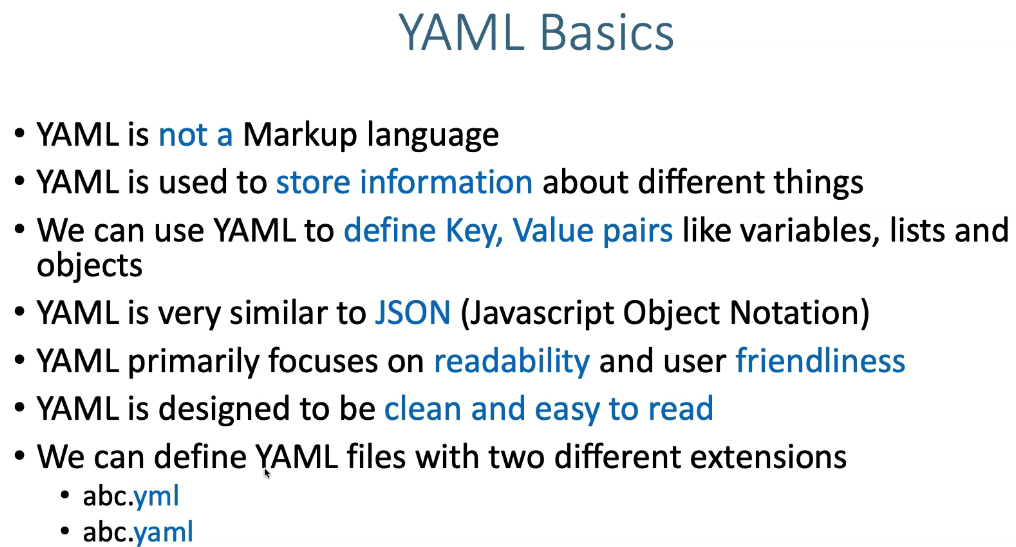 YAML Basics
• YAML is not a Markup language
• YAML is used to store information about different things
• We can use YAML to define Key, Value pairs like variables, lists and
objects
• YAML is very similar to JSON (Javascript Object Notation)
• YAML primarily focuses on readability and user friendliness
• YAML is designed to be clean and easy to read
• We can define YAML files with two different extensions
• abc.yml
• abc.yaml